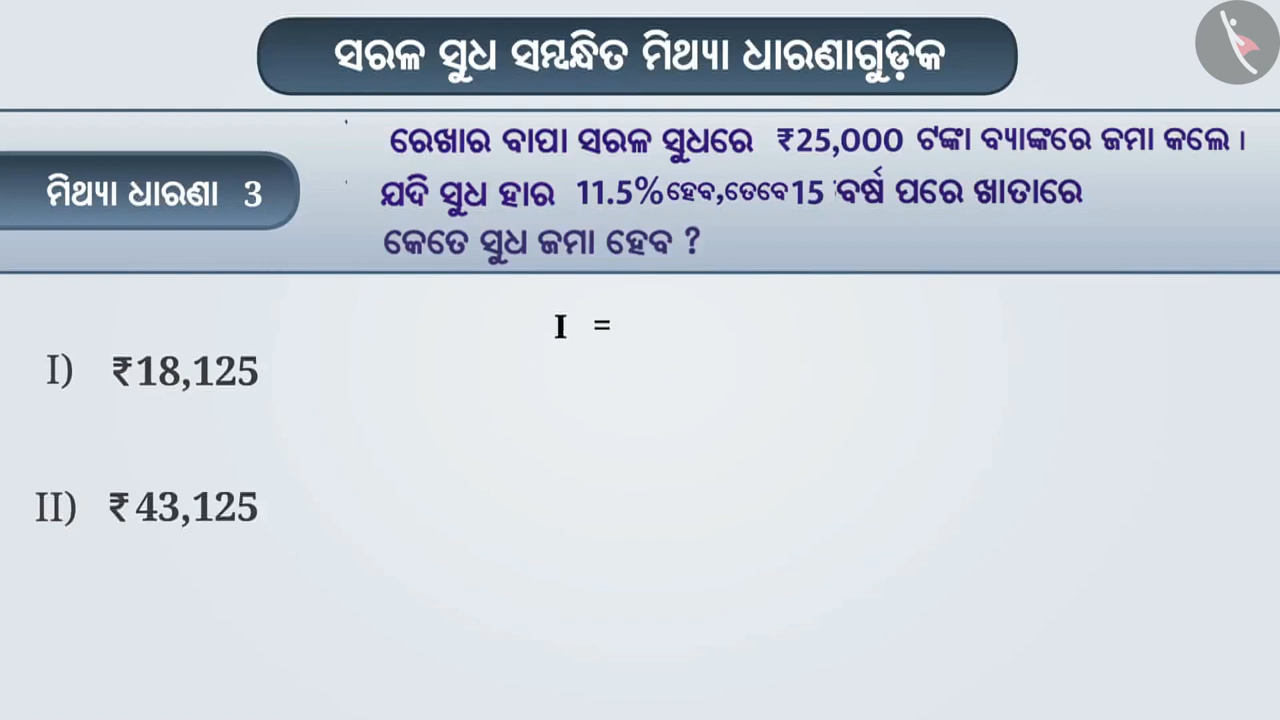 ସରଳ ସୁଧ ସମ୍ବନ୍ଧିତ ମିଥ୍ୟା ଧାରଣାଗୁଡ଼ିକ
ମିଥ୍ୟା ଧାରଣା 3
ରେଖାର ବାପା ସରଳ ସୁଧରେ ₹25,000 ଟଙ୍କା ବ୍ୟାଙ୍କରେ ଜମା କଲେ ।
ଯଦି ସୁଧ ହାର 11.5% ହେବ, ତେବେ 15 ବର୍ଷ ପରେ ଖାତାରେ
କେତେ ସୁଧ ଜମା ହେବ ?
I =
I) ₹18,125
II) ₹43,125